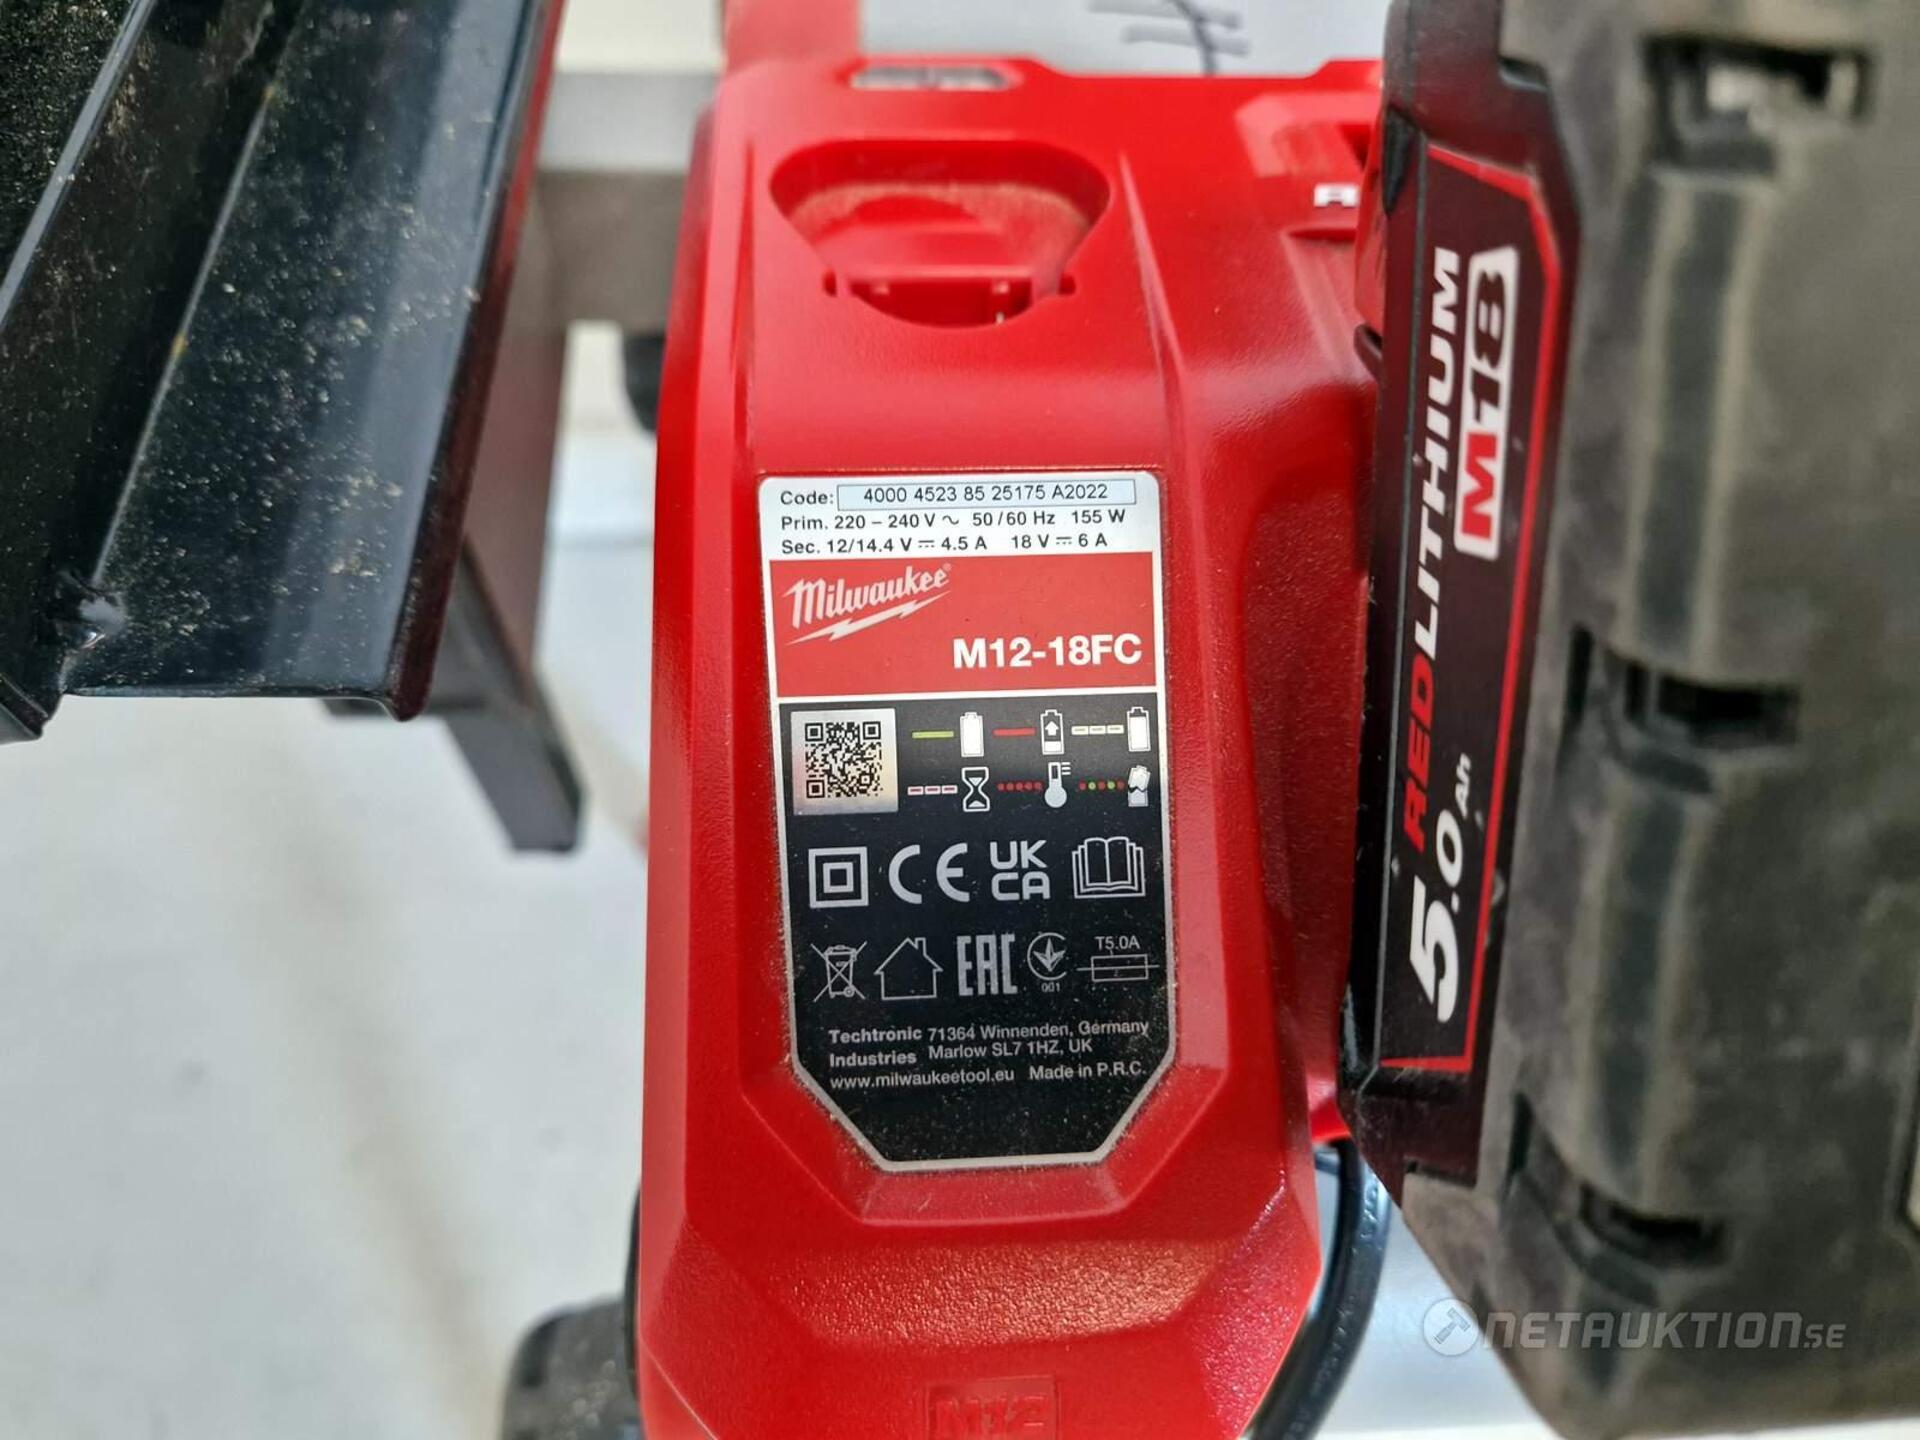 Code: 4000 4523 85 25175 A2022
Prim. 220 – 240 V ~ 50/60 Hz 155 W
Sec. 12/14.4 V ⎓ 4.5 A 18 V ⎓ 6 A
Milwaukee®
M12-18FC
CE
UK
CA
EAC
001
T5.0A
Techtronic 71364 Winnenden, Germany
Industries Marlow SL7 1HZ, UK
www.milwaukeetool.eu Made in P.R.C.
M12
REDLITHIUM
M18
5.0 Ah
NETAUKTION.SE